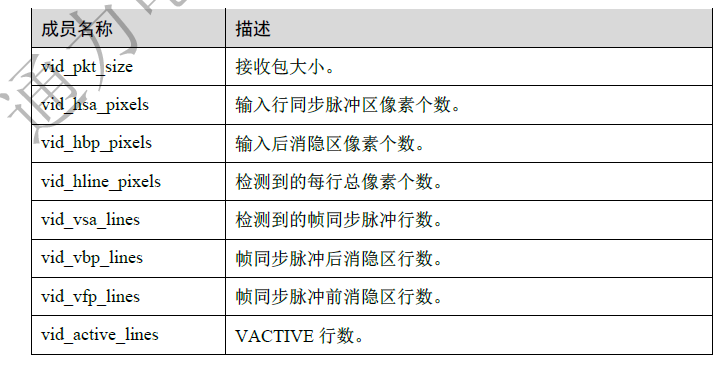 成员名称 描述
vid_pkt_size 接收包大小。
vid_hsa_pixels 输入行同步脉冲区像素个数。
vid_hbp_pixels 输入后消隐区像素个数。
vid_hline_pixels 检测到的每行总像素个数。
vid_vsa_lines 检测到的帧同步脉冲行数。
vid_vbp_lines 帧同步脉冲后消隐区行数。
vid_vfp_lines 帧同步脉冲前消隐区行数。
vid_active_lines VACTIVE 行数。
通力